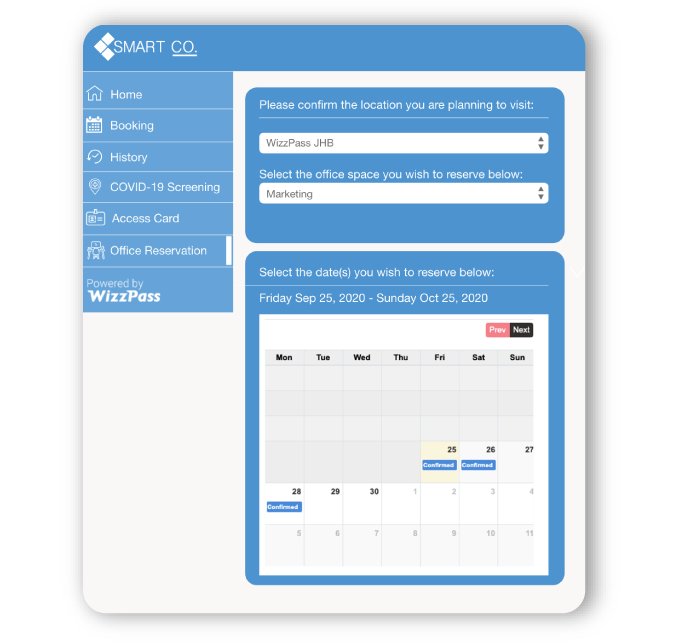 SMART CO.
Home
Booking
History
COVID-19 Screening
Access Card
Office Reservation
Powered by
WizzPass
Please confirm the location you are planning to visit:
WizzPass JHB
Select the office space you wish to reserve below:
Marketing
Select the date(s) you wish to reserve below:
Friday Sep 25, 2020 - Sunday Oct 25, 2020
Prev Next
Mon Tue Wed Thu Fri Sat Sun
25 26 27
Confirmed Confirmed
28 29 30 1 2 3 4
Confirmed
5 6 7 8 9 10 11